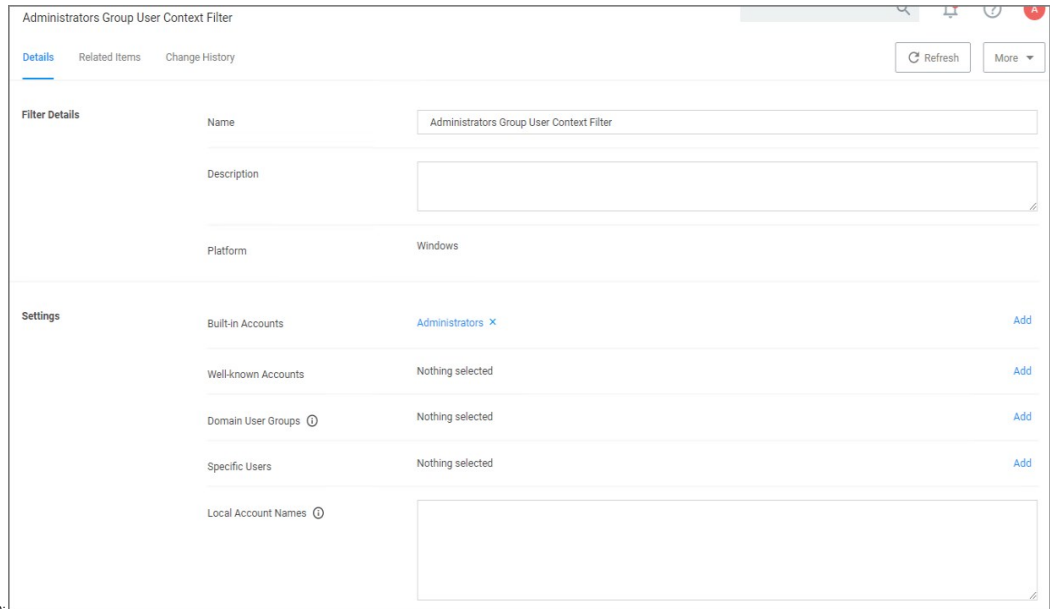 Administrators Group User Context Filter
A
Details Related Items Change History Refresh More
Filter Details
Name Administrators Group User Context Filter
Description
Platform Windows
Settings
Built-in Accounts Administrators × Add
Well-known Accounts Nothing selected Add
Domain User Groups Nothing selected Add
Specific Users Nothing selected Add
Local Account Names